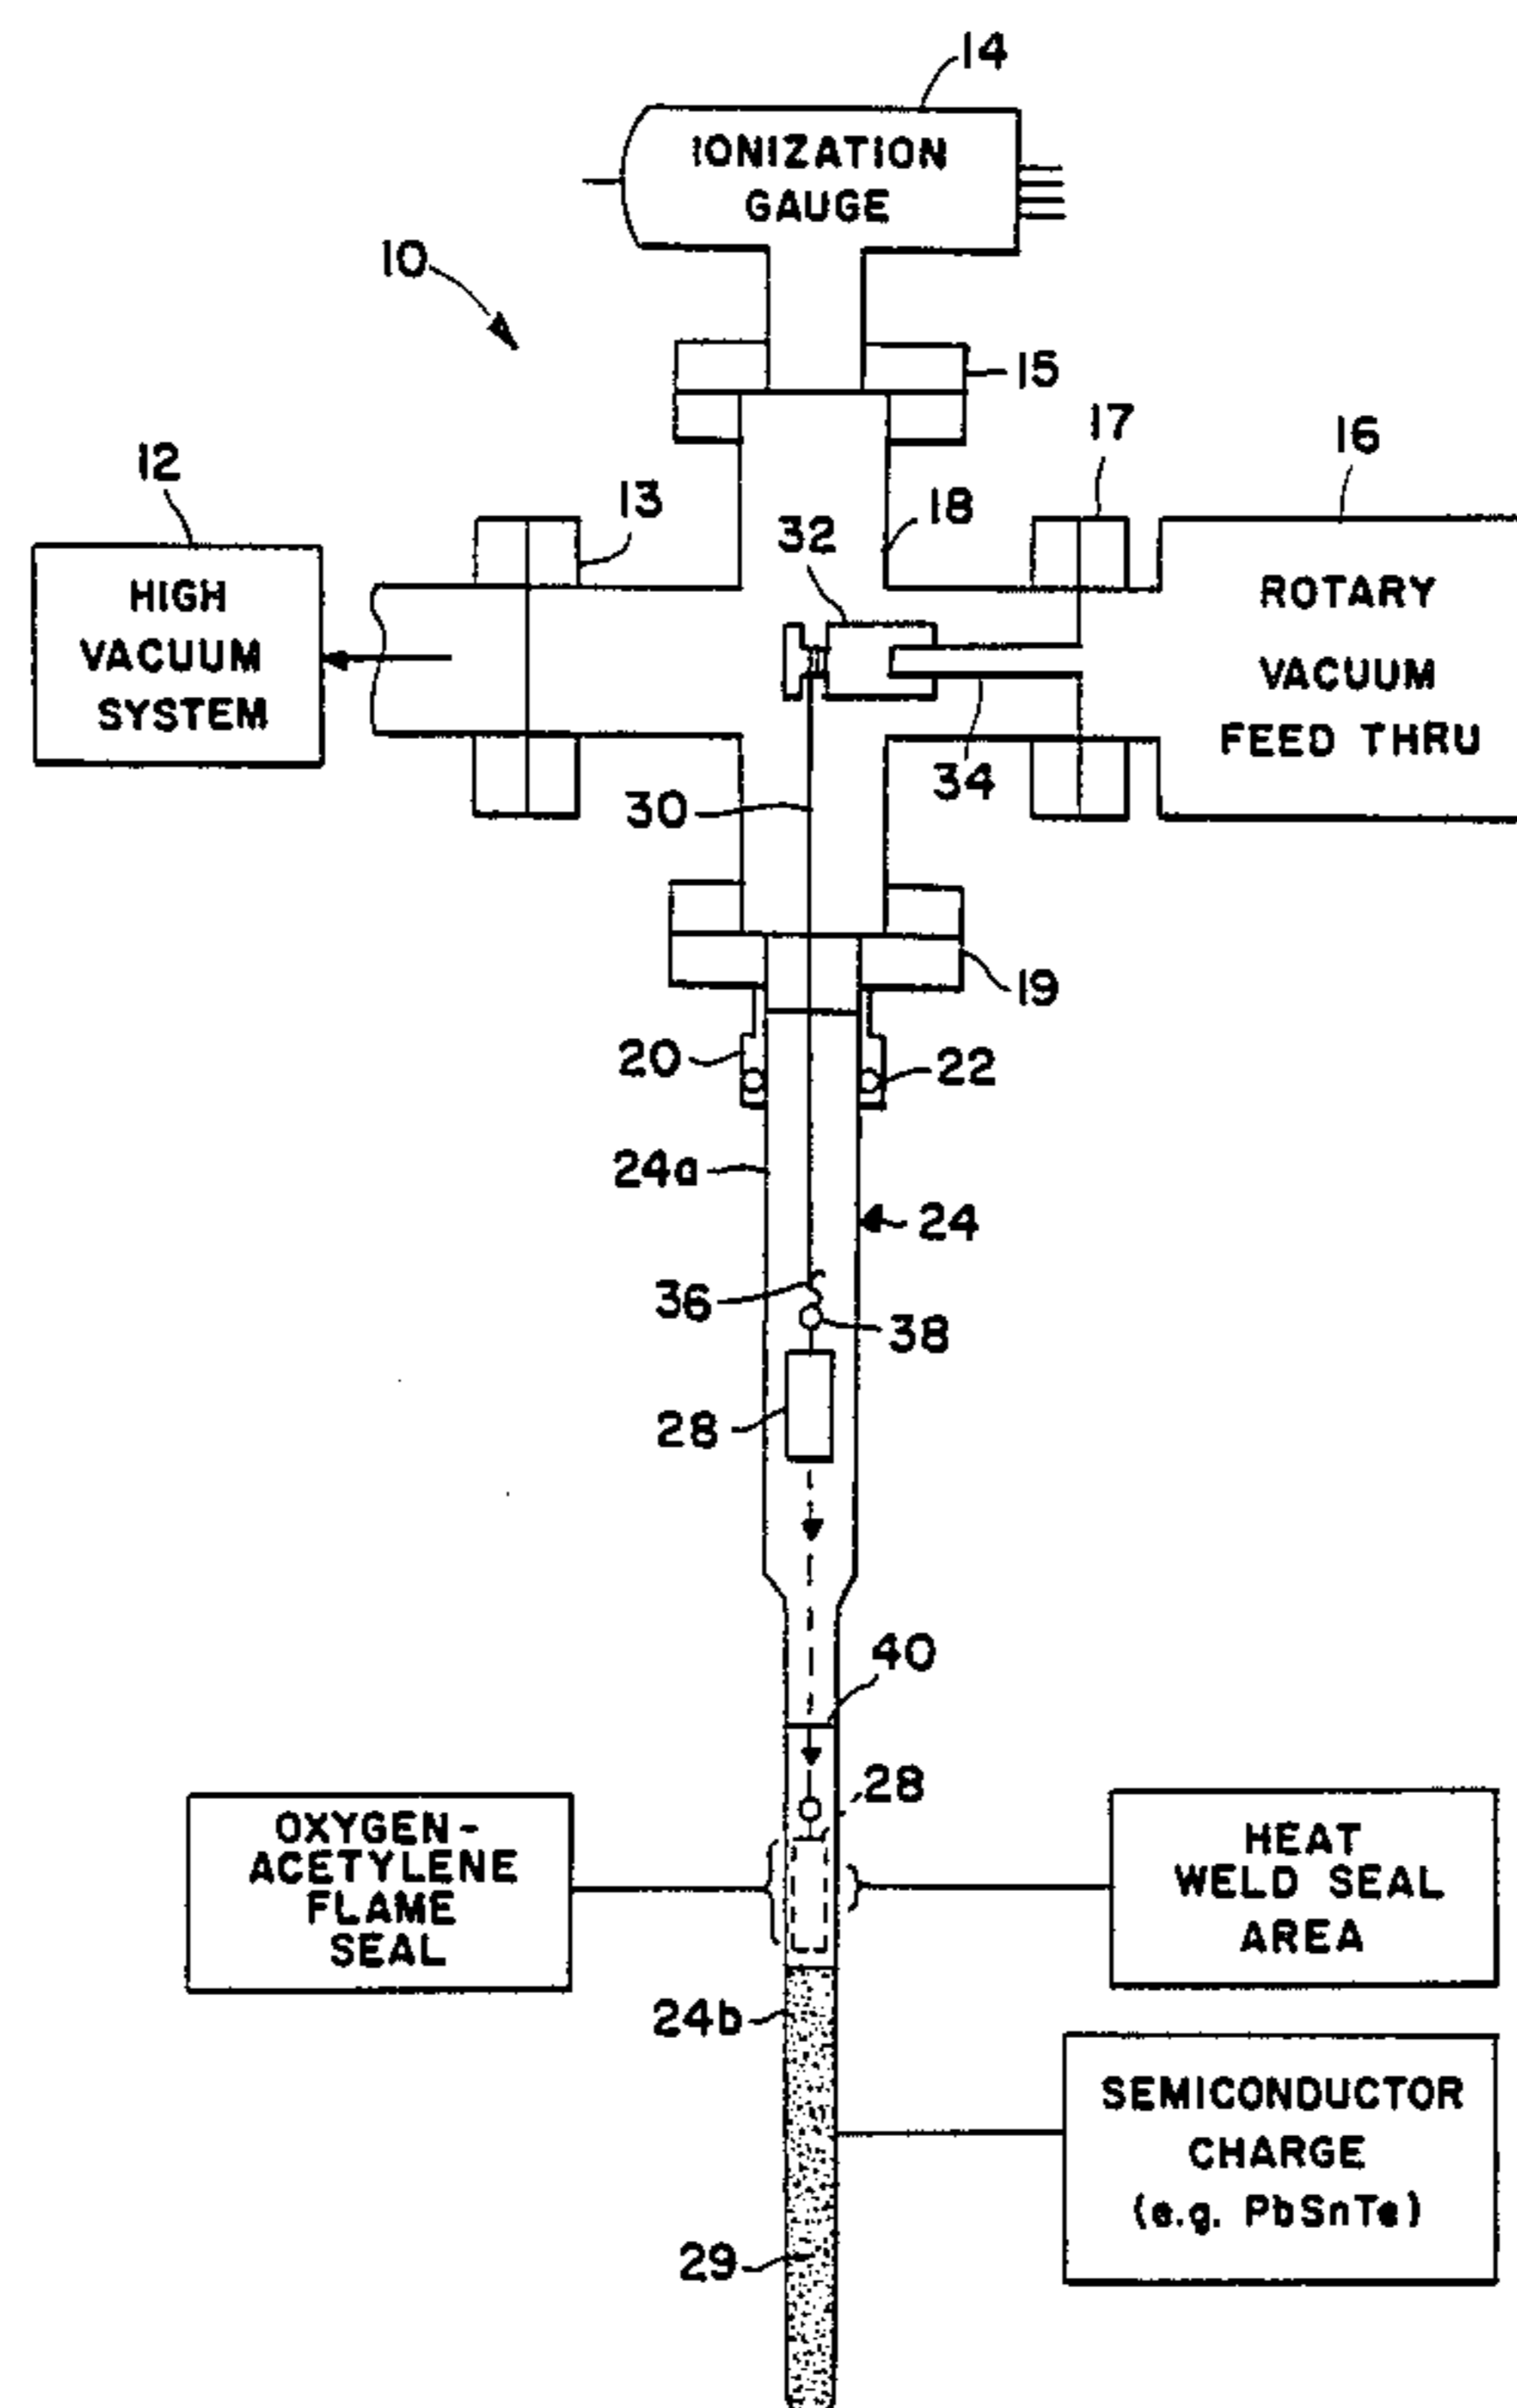 14
IONIZATION
GAUGE
10
15
17
16
12
13
18
32
HIGH
VACUUM
SYSTEM
ROTARY
VACUUM
FEED THRU
34
30
19
20
22
24a
24
36
38
28
40
28
OXYGEN-
ACETYLENE
FLAME
SEAL
HEAT
WELD SEAL
AREA
24b
SEMICONDUCTOR
CHARGE
(e.g. PbSnTe)
29